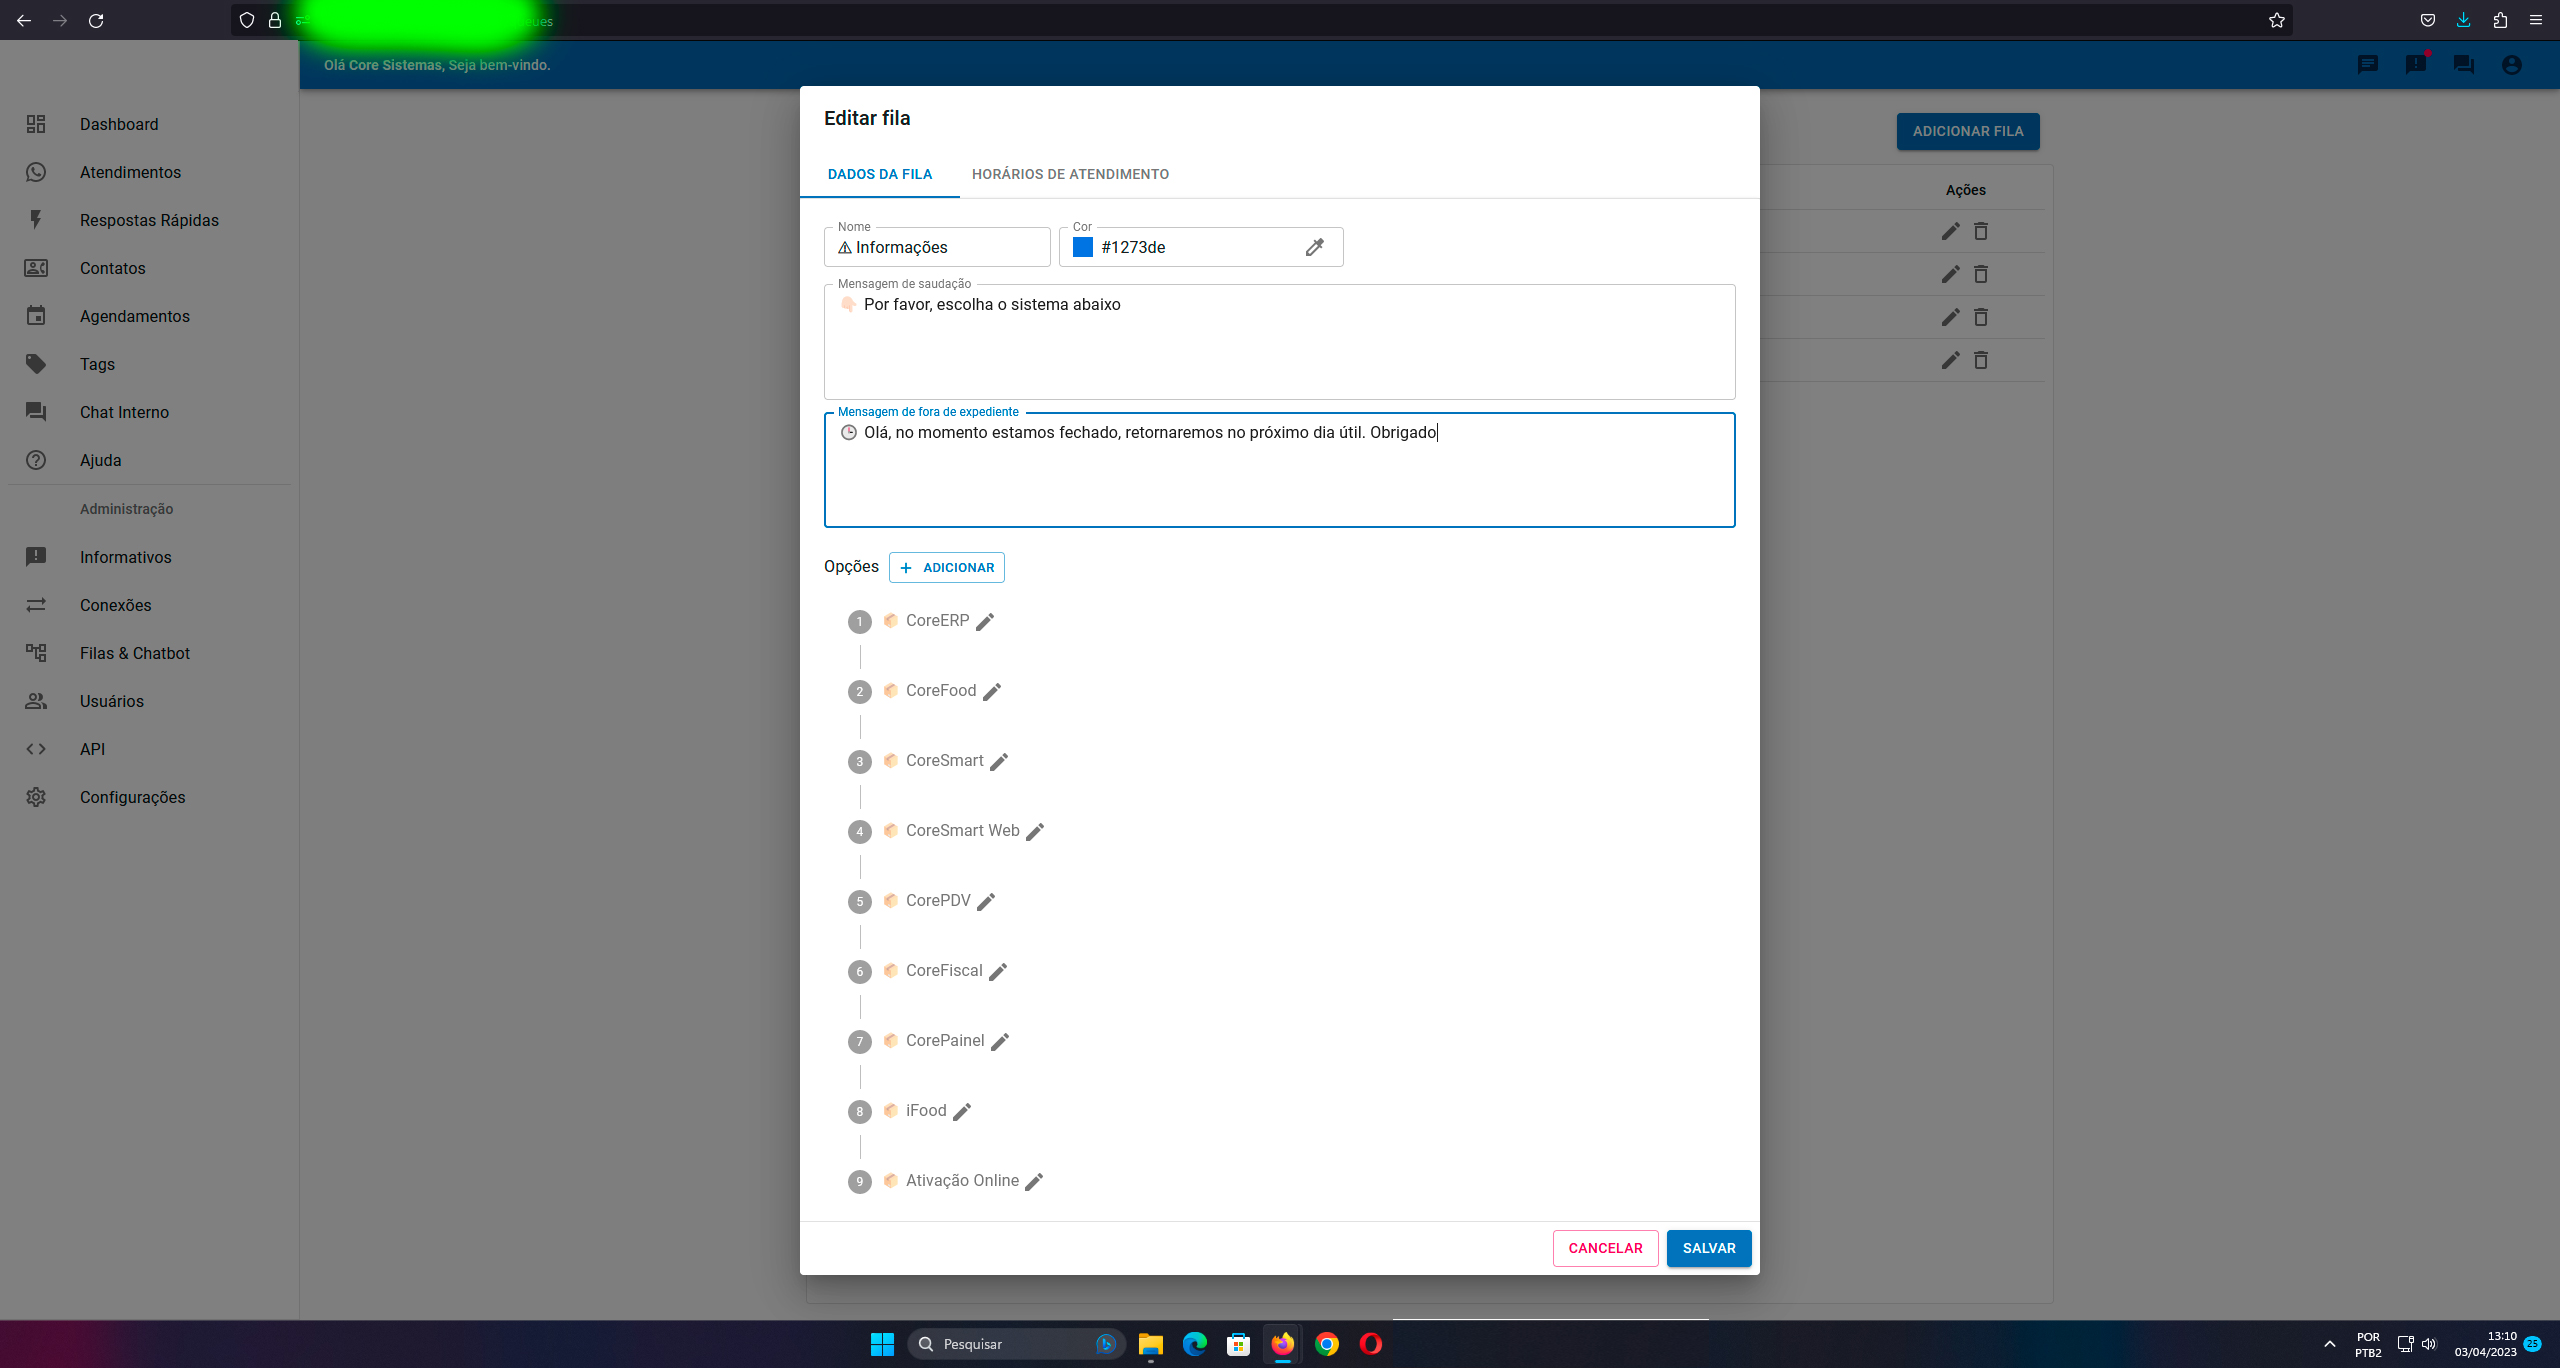 Olá Core Sistemas, Seja bem-vindo.
Dashboard
Atendimentos
Respostas Rápidas
Contatos
Agendamentos
Tags
Chat Interno
Ajuda
Administração
Informativos
Conexões
Filas & Chatbot
Usuários
API
Configurações
ADICIONAR FILA
Ações
Editar fila
DADOS DA FILA
HORÁRIOS DE ATENDIMENTO
Nome
⚠ Informações
Cor
#1273de
Mensagem de saudação
👇🏻 Por favor, escolha o sistema abaixo
Mensagem de fora de expediente
🕒 Olá, no momento estamos fechado, retornaremos no próximo dia útil. Obrigado
Opções
+ ADICIONAR
1 📦 CoreERP
2 📦 CoreFood
3 📦 CoreSmart
4 📦 CoreSmart Web
5 📦 CorePDV
6 📦 CoreFiscal
7 📦 CorePainel
8 📦 iFood
9 📦 Ativação Online
CANCELAR
SALVAR
Pesquisar
POR
PTB2
13:10
03/04/2023
25